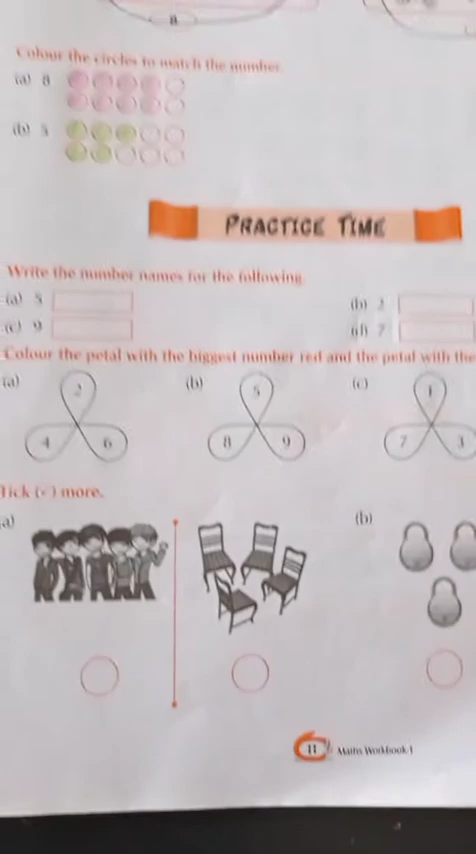 8
Colour the circles to match the number.
(a) 8
(b) 5
PRACTICE TIME
Write the number names for the following
(a) 5 (b) 2
(c) 9 (d) 7
Colour the petal with the biggest number red and the petal with the
(a) 2 4 6 (b) 5 8 9 (c) 1 7 3
Tick (✓) more.
(a) (b)
11 Maths Workbook-1